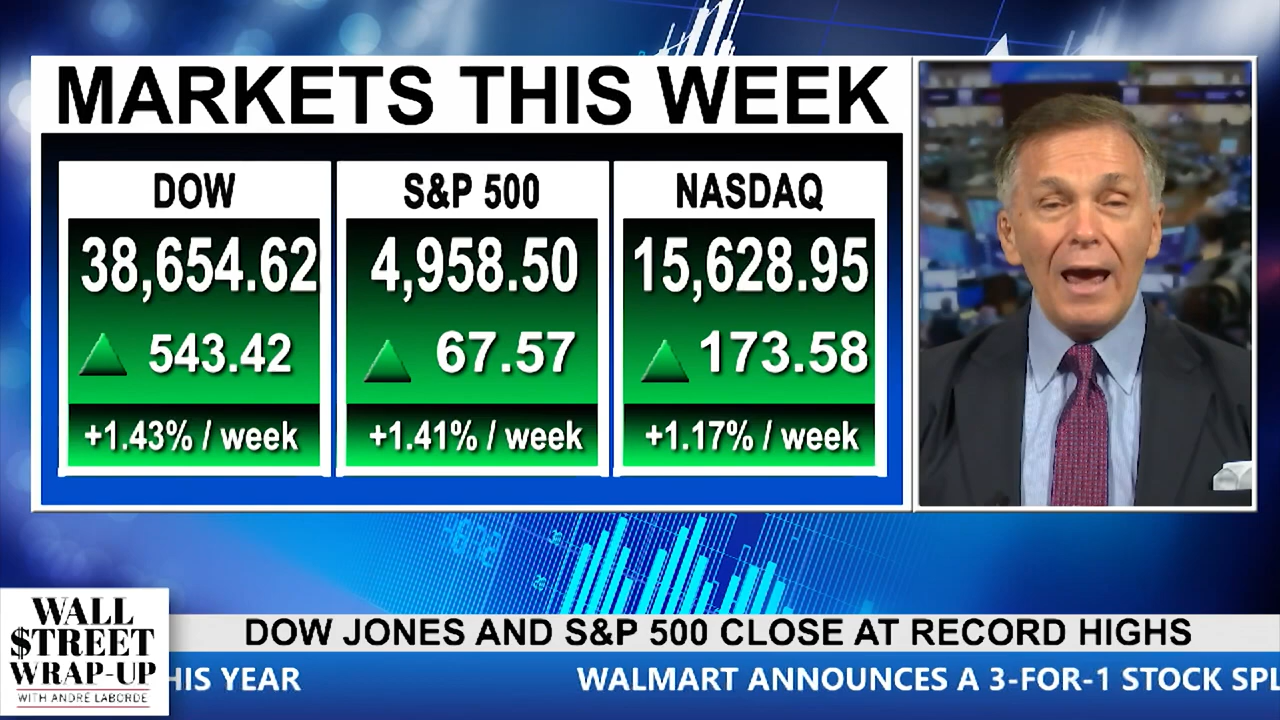 MARKETS THIS WEEK
DOW
38,654.62
543.42
+1.43% / week
S&P 500
4,958.50
67.57
+1.41% / week
NASDAQ
15,628.95
173.58
+1.17% / week
WALL
$TREET
WRAP-UP
WITH ANDRÉ LABORDE
DOW JONES AND S&P 500 CLOSE AT RECORD HIGHS
HIS YEAR WALMART ANNOUNCES A 3-FOR-1 STOCK SPL